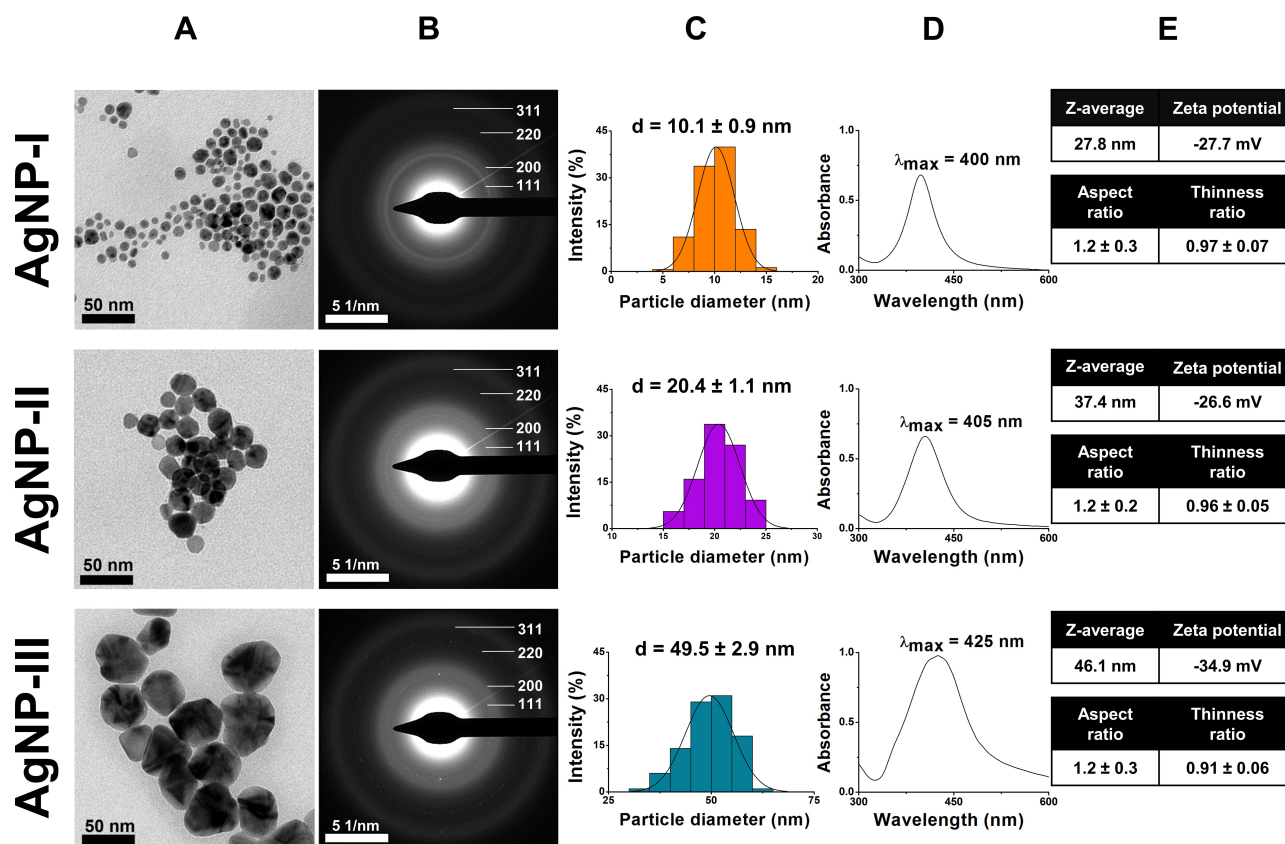 A B C D E
AgNP-I
50 nm
311
220
200
111
5 1/nm
d = 10.1 ± 0.9 nm
Intensity (%)
45
30
15
0
0 5 10 15 20
Particle diameter (nm)
λmax = 400 nm
Absorbance
1.0
0.5
0.0
300 450 600
Wavelength (nm)
Z-average Zeta potential
27.8 nm -27.7 mV
Aspect ratio Thinness ratio
1.2 ± 0.3 0.97 ± 0.07
AgNP-II
50 nm
311
220
200
111
5 1/nm
d = 20.4 ± 1.1 nm
Intensity (%)
45
30
15
0
10 15 20 25 30
Particle diameter (nm)
λmax = 405 nm
Absorbance
1.0
0.5
0.0
300 450 600
Wavelength (nm)
Z-average Zeta potential
37.4 nm -26.6 mV
Aspect ratio Thinness ratio
1.2 ± 0.2 0.96 ± 0.05
AgNP-III
50 nm
311
220
200
111
5 1/nm
d = 49.5 ± 2.9 nm
Intensity (%)
45
30
15
0
25 50 75
Particle diameter (nm)
λmax = 425 nm
Absorbance
1.0
0.5
0.0
300 450 600
Wavelength (nm)
Z-average Zeta potential
46.1 nm -34.9 mV
Aspect ratio Thinness ratio
1.2 ± 0.3 0.91 ± 0.06